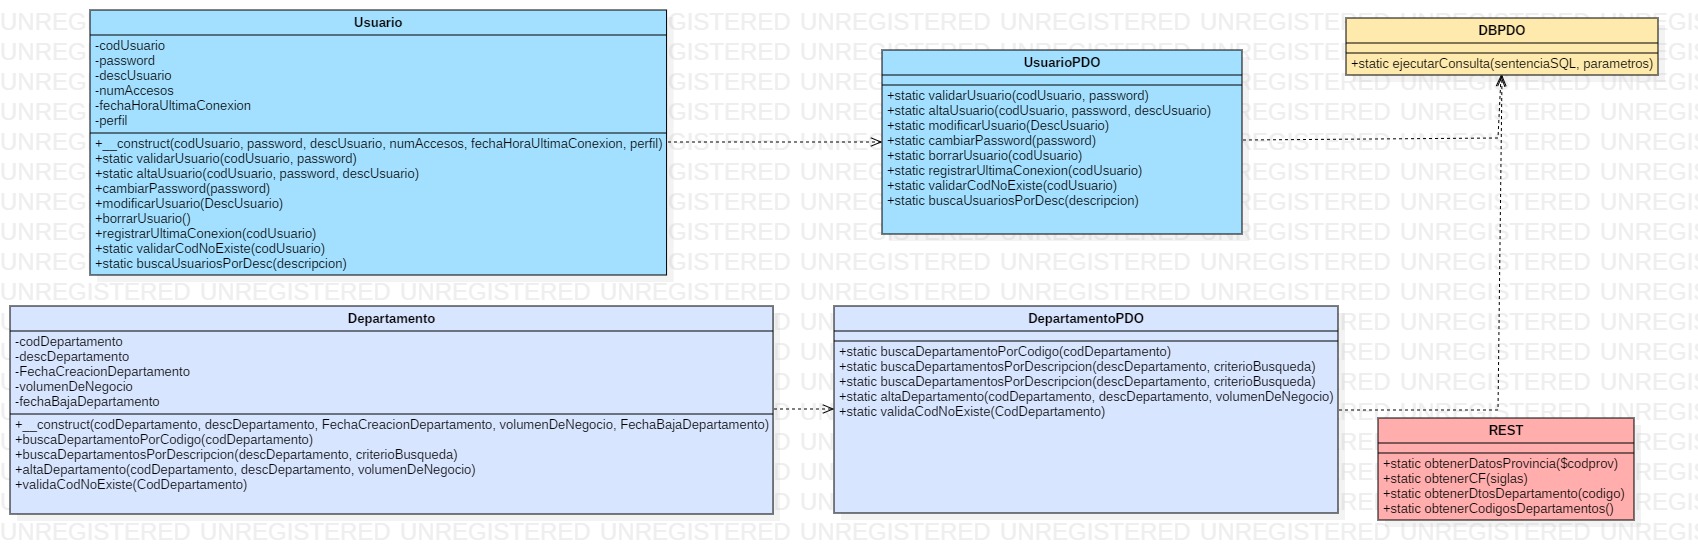 Usuario
-codUsuario
-password
-descUsuario
-numAccesos
-fechaHoraUltimaConexion
-perfil
+__construct(codUsuario, password, descUsuario, numAccesos, fechaHoraUltimaConexion, perfil)
+static validarUsuario(codUsuario, password)
+static altaUsuario(codUsuario, password, descUsuario)
+cambiarPassword(password)
+modificarUsuario(DescUsuario)
+borrarUsuario()
+registrarUltimaConexion(codUsuario)
+static validarCodNoExiste(codUsuario)
+static buscaUsuariosPorDesc(descripcion)
UsuarioPDO
+static validarUsuario(codUsuario, password)
+static altaUsuario(codUsuario, password, descUsuario)
+static modificarUsuario(DescUsuario)
+static cambiarPassword(password)
+static borrarUsuario(codUsuario)
+static registrarUltimaConexion(codUsuario)
+static validarCodNoExiste(codUsuario)
+static buscaUsuariosPorDesc(descripcion)
DBPDO
+static ejecutarConsulta(sentenciaSQL, parametros)
Departamento
-codDepartamento
-descDepartamento
-FechaCreacionDepartamento
-volumenDeNegocio
-fechaBajaDepartamento
+__construct(codDepartamento, descDepartamento, FechaCreacionDepartamento, volumenDeNegocio, FechaBajaDepartamento)
+buscaDepartamentoPorCodigo(codDepartamento)
+buscaDepartamentosPorDescripcion(descDepartamento, criterioBusqueda)
+altaDepartamento(codDepartamento, descDepartamento, volumenDeNegocio)
+validaCodNoExiste(CodDepartamento)
DepartamentoPDO
+static buscaDepartamentoPorCodigo(codDepartamento)
+static buscaDepartamentosPorDescripcion(descDepartamento, criterioBusqueda)
+static buscaDepartamentosPorDescripcion(descDepartamento, criterioBusqueda)
+static altaDepartamento(codDepartamento, descDepartamento, volumenDeNegocio)
+static validaCodNoExiste(CodDepartamento)
REST
+static obtenerDatosProvincia($codprov)
+static obtenerCF(siglas)
+static obtenerDtosDepartamento(codigo)
+static obtenerCodigosDepartamentos()
UNREGISTERED UNREGISTERED UNREGISTERED UNREGISTERED UNREGISTERED UNREGISTERED UNREGISTERED